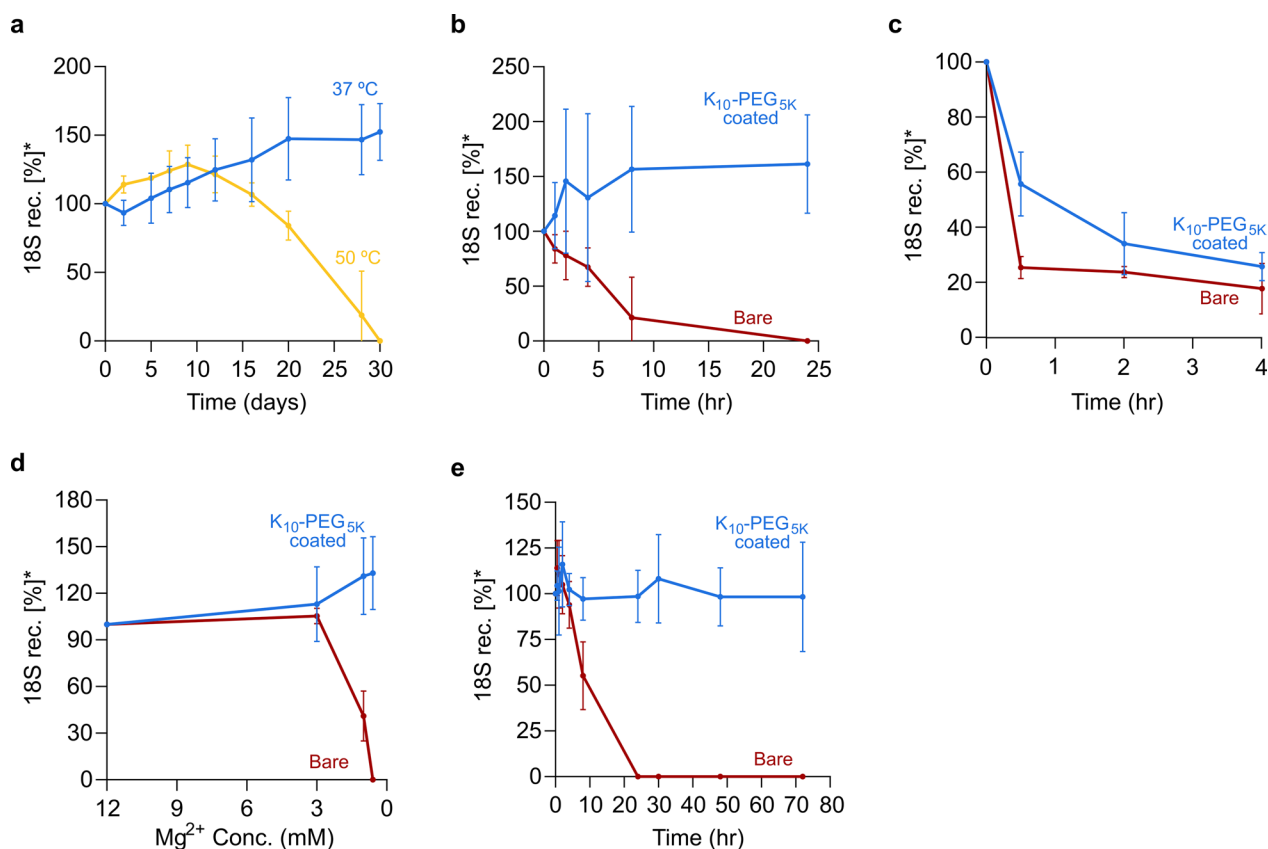 a
200
150
100
50
0
18S rec. [%]*
37 ºC
50 ºC
0 5 10 15 20 25 30
Time (days)
b
250
200
150
100
50
0
18S rec. [%]*
K₁₀-PEG₅ₖ
coated
Bare
0 5 10 15 20 25
Time (hr)
c
100
80
60
40
20
0
18S rec. [%]*
K₁₀-PEG₅ₖ
coated
Bare
0 1 2 3 4
Time (hr)
d
180
150
120
90
60
30
0
18S rec. [%]*
K₁₀-PEG₅ₖ
coated
Bare
12 9 6 3 0
Mg²⁺ Conc. (mM)
e
150
125
100
75
50
25
0
18S rec. [%]*
K₁₀-PEG₅ₖ
coated
Bare
0 10 20 30 40 50 60 70 80
Time (hr)